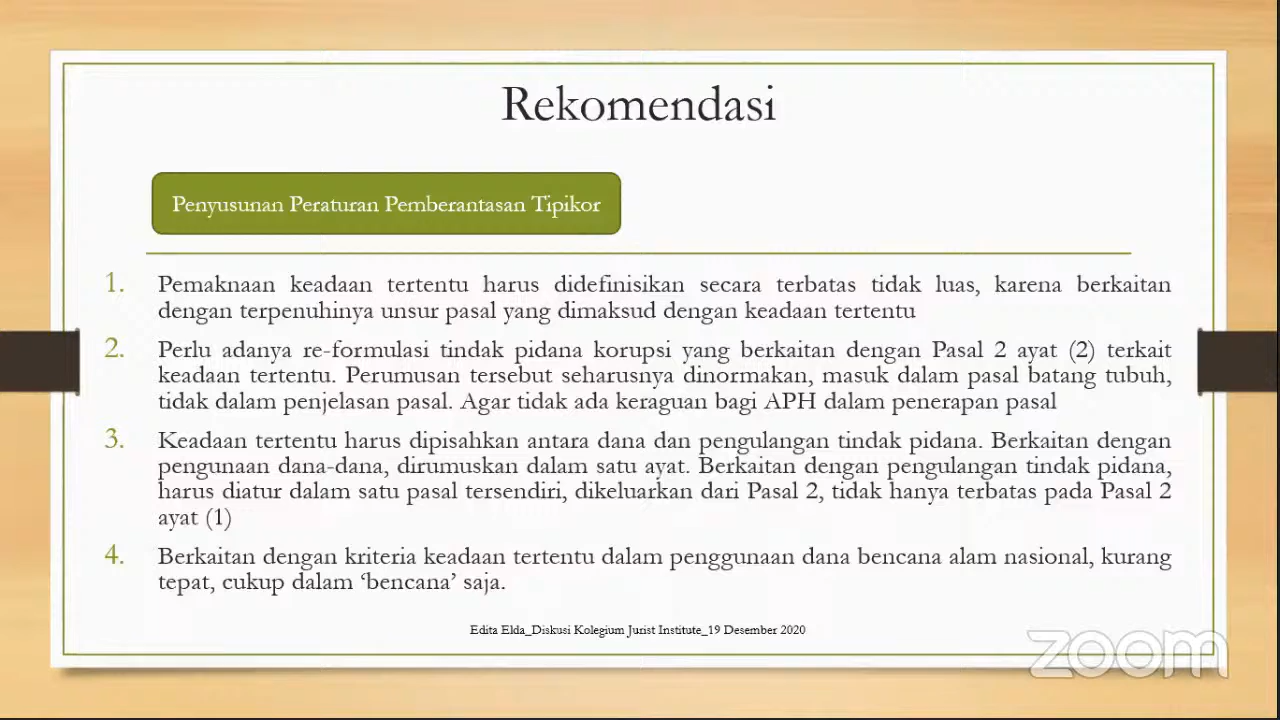 Rekomendasi
Penyusunan Peraturan Pemberantasan Tipikor
1. Pemaknaan keadaan tertentu harus didefinisikan secara terbatas tidak luas, karena berkaitan
dengan terpenuhinya unsur pasal yang dimaksud dengan keadaan tertentu
2. Perlu adanya re-formulasi tindak pidana korupsi yang berkaitan dengan Pasal 2 ayat (2) terkait
keadaan tertentu. Perumusan tersebut seharusnya dinormakan, masuk dalam pasal batang tubuh,
tidak dalam penjelasan pasal. Agar tidak ada keraguan bagi APH dalam penerapan pasal
3. Keadaan tertentu harus dipisahkan antara dana dan pengulangan tindak pidana. Berkaitan dengan
pengunaan dana-dana, dirumuskan dalam satu ayat. Berkaitan dengan pengulangan tindak pidana,
harus diatur dalam satu pasal tersendiri, dikeluarkan dari Pasal 2, tidak hanya terbatas pada Pasal 2
ayat (1)
4. Berkaitan dengan kriteria keadaan tertentu dalam penggunaan dana bencana alam nasional, kurang
tepat, cukup dalam ‘bencana’ saja.
Edita Elda_Diskusi Kolegium Jurist Institute_19 Desember 2020
zoom